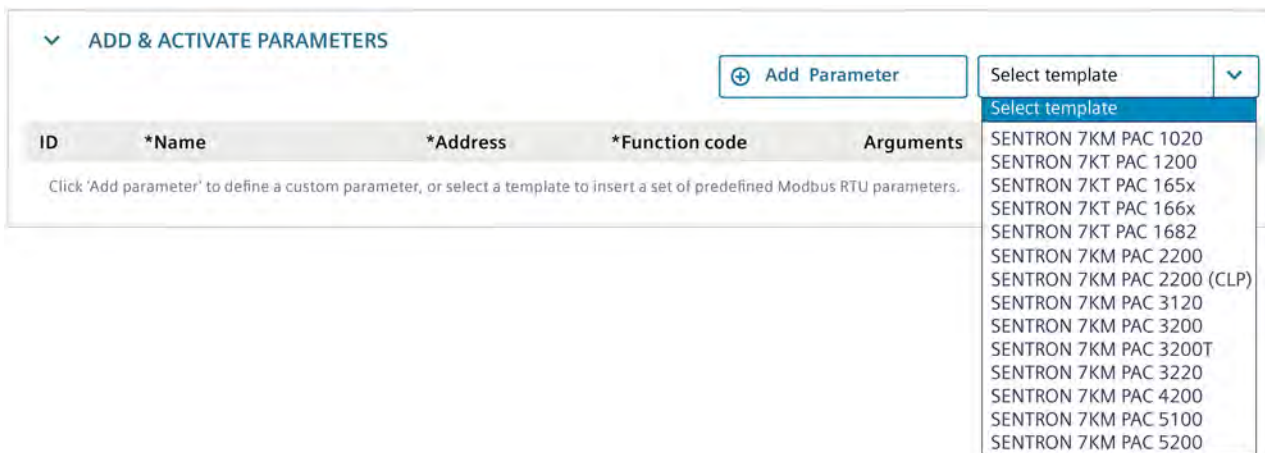 ADD & ACTIVATE PARAMETERS
Add Parameter
Select template
Select template
ID *Name *Address *Function code Arguments
Click 'Add parameter' to define a custom parameter, or select a template to insert a set of predefined Modbus RTU parameters.
SENTRON 7KM PAC 1020
SENTRON 7KT PAC 1200
SENTRON 7KT PAC 165x
SENTRON 7KT PAC 166x
SENTRON 7KT PAC 1682
SENTRON 7KM PAC 2200
SENTRON 7KM PAC 2200 (CLP)
SENTRON 7KM PAC 3120
SENTRON 7KM PAC 3200
SENTRON 7KM PAC 3200T
SENTRON 7KM PAC 3220
SENTRON 7KM PAC 4200
SENTRON 7KM PAC 5100
SENTRON 7KM PAC 5200